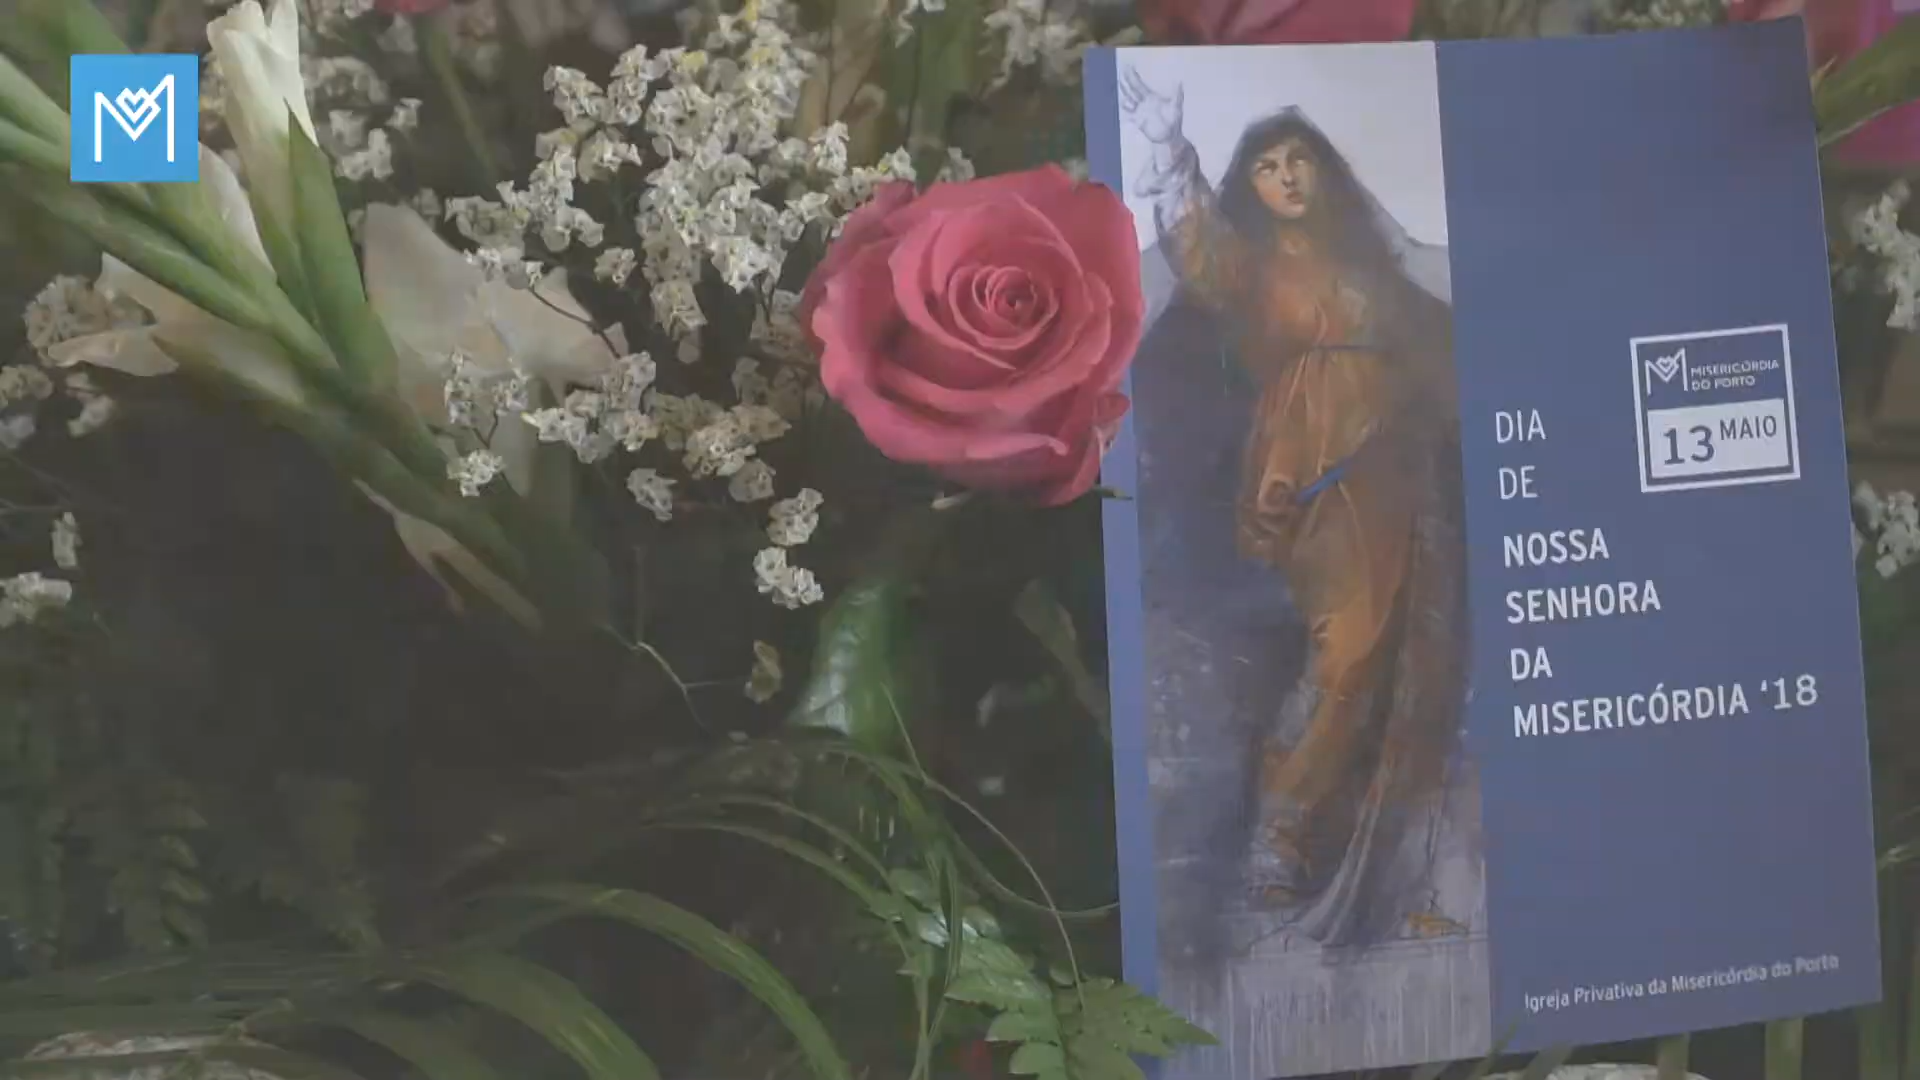 MISERICÓRDIA
DO PORTO
13 MAIO
DIA
DE
NOSSA
SENHORA
DA
MISERICÓRDIA ‘18
Igreja Privativa da Misericórdia do Porto